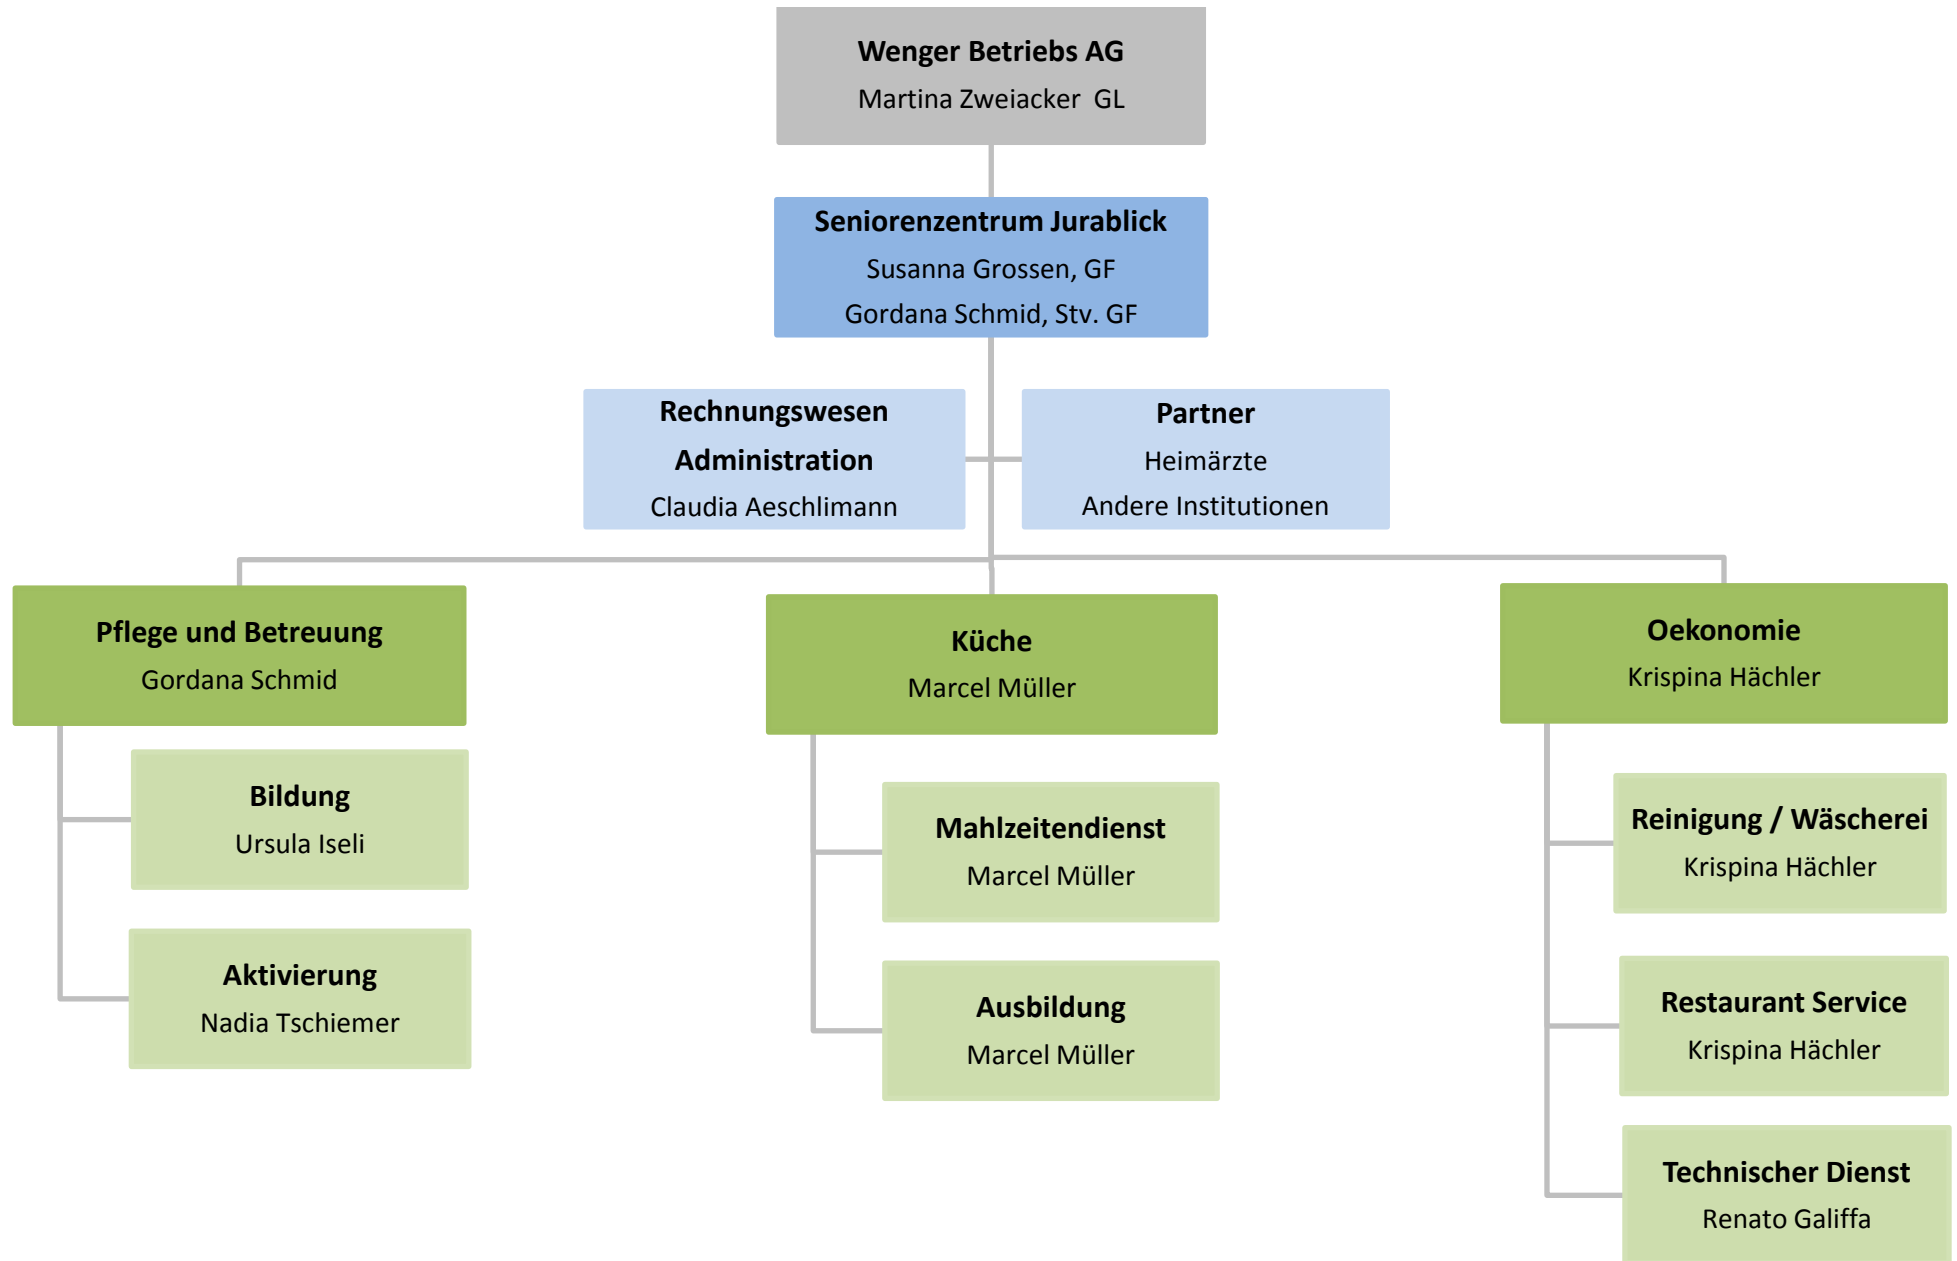 Wenger Betriebs AG
Martina Zweiacker  GL
Seniorenzentrum Jurablick
Susanna Grossen, GF
Gordana Schmid, Stv. GF
Rechnungswesen
Administration
Claudia Aeschlimann
Partner
Heimärzte
Andere Institutionen
Pflege und Betreuung
Gordana Schmid
Bildung
Ursula Iseli
Aktivierung
Nadia Tschiemer
Küche
Marcel Müller
Mahlzeitendienst
Marcel Müller
Ausbildung
Marcel Müller
Oekonomie
Krispina Hächler
Reinigung / Wäscherei
Krispina Hächler
Restaurant Service
Krispina Hächler
Technischer Dienst
Renato Galiffa